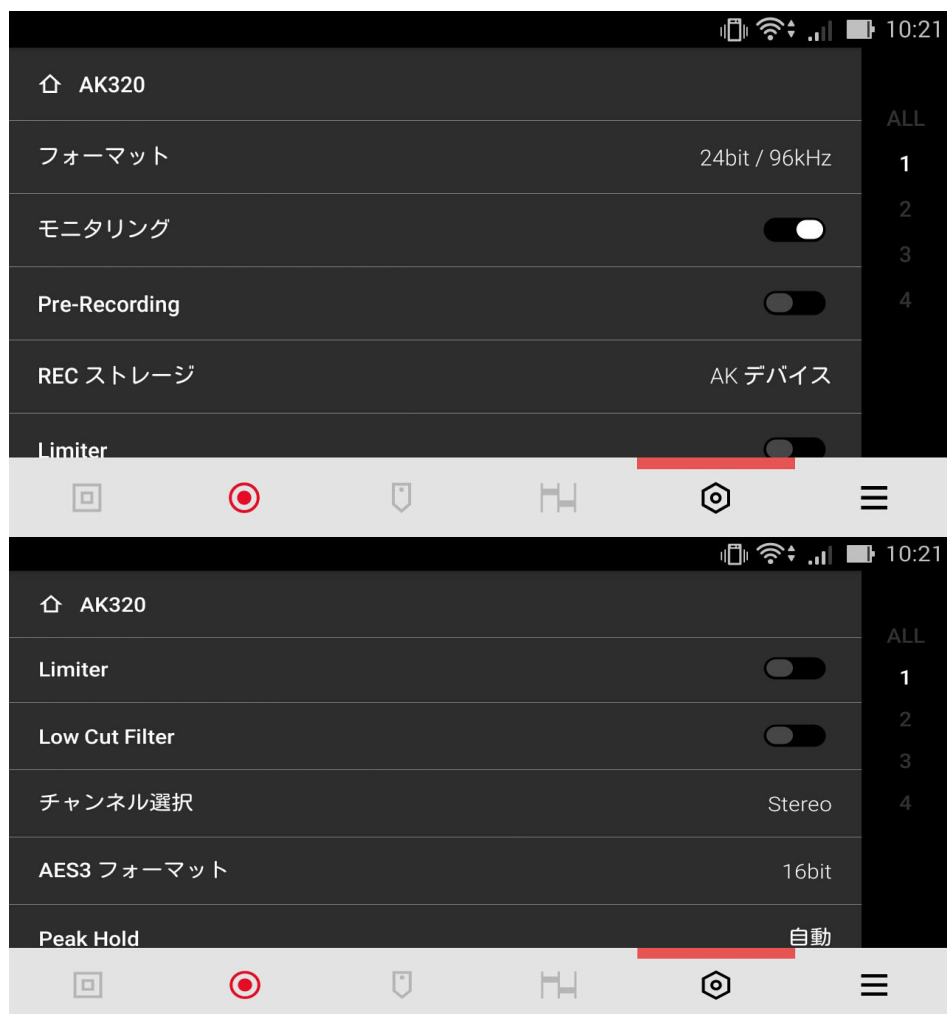 10:21
AK320
ALL
フォーマット 24bit / 96kHz
1
モニタリング
2
3
Pre-Recording
4
REC ストレージ AK デバイス
Limiter
10:21
AK320
ALL
Limiter
1
2
Low Cut Filter
3
チャンネル選択 Stereo
4
AES3 フォーマット 16bit
Peak Hold 自動